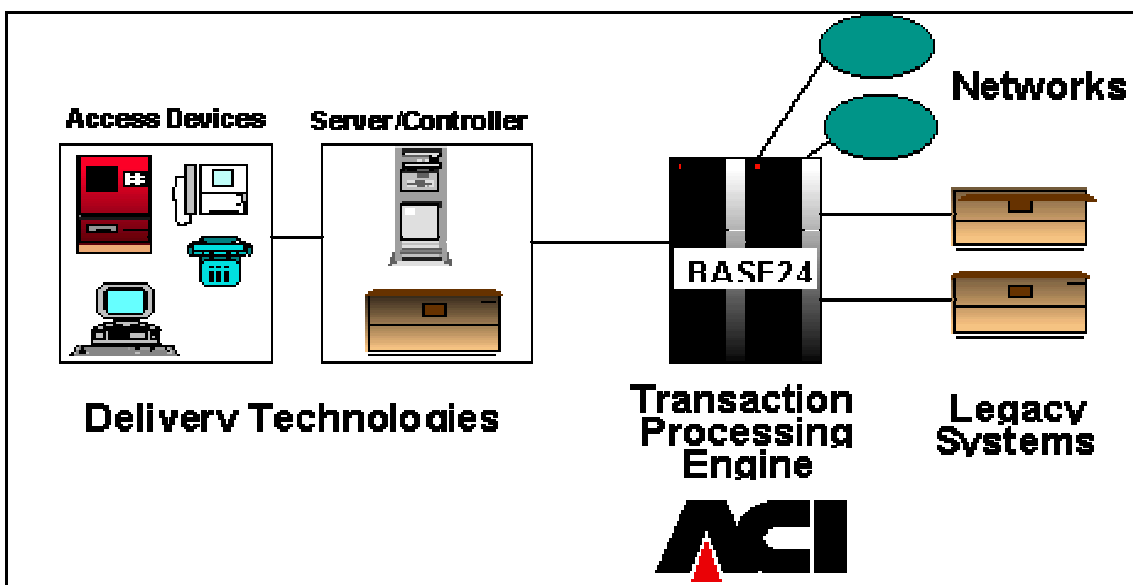 Networks
Access Devices
Server/Controller
BASE24
Delivery Technologies
Transaction
Processing
Engine
Legacy
Systems
ACI